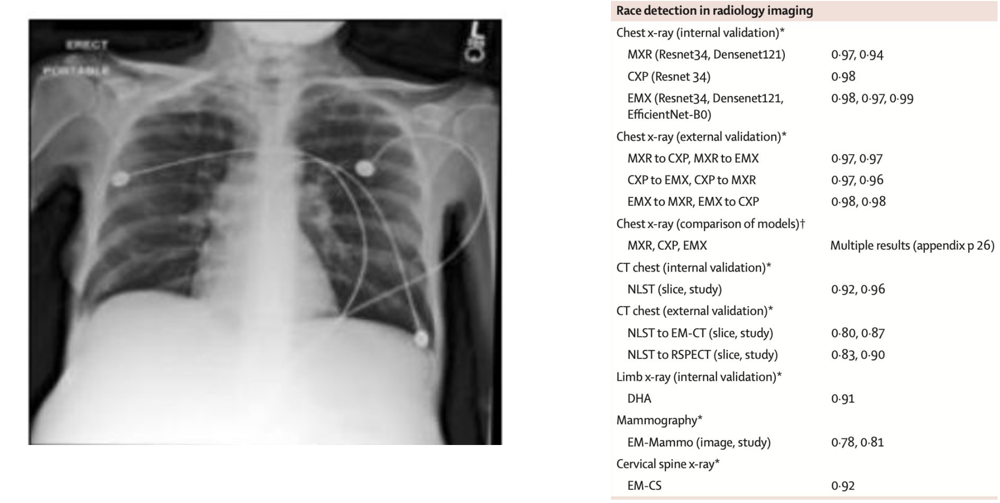 ERECT
PORTABLE
L
Race detection in radiology imaging
Chest x-ray (internal validation)*
MXR (Resnet34, Densenet121) 0·97, 0·94
CXP (Resnet 34) 0·98
EMX (Resnet34, Densenet121, 0·98, 0·97, 0·99
EfficientNet-B0)
Chest x-ray (external validation)*
MXR to CXP, MXR to EMX 0·97, 0·97
CXP to EMX, CXP to MXR 0·97, 0·96
EMX to MXR, EMX to CXP 0·98, 0·98
Chest x-ray (comparison of models)†
MXR, CXP, EMX Multiple results (appendix p 26)
CT chest (internal validation)*
NLST (slice, study) 0·92, 0·96
CT chest (external validation)*
NLST to EM-CT (slice, study) 0·80, 0·87
NLST to RSPECT (slice, study) 0·83, 0·90
Limb x-ray (internal validation)*
DHA 0·91
Mammography*
EM-Mammo (image, study) 0·78, 0·81
Cervical spine x-ray*
EM-CS 0·92